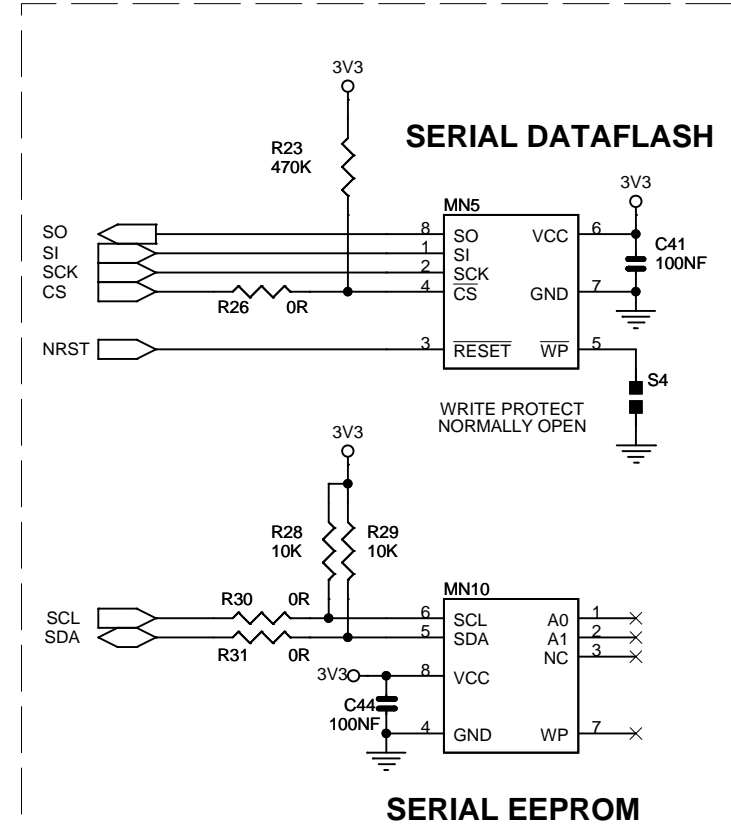 3V3
SERIAL DATAFLASH
R23
470K
3V3
MN5
SO
8
SO
VCC
6
C41
100NF
SI
1
SI
SCK
2
SCK
CS
R26
0R
4
CS
GND
7
NRST
3
RESET
WP
5
S4
WRITE PROTECT
NORMALLY OPEN
3V3
R28
10K
R29
10K
MN10
R30
0R
SCL
6
SCL
A0
1
SDA
5
SDA
A1
2
R31
0R
NC
3
3V3
8
VCC
C44
100NF
4
GND
WP
7
SERIAL EEPROM